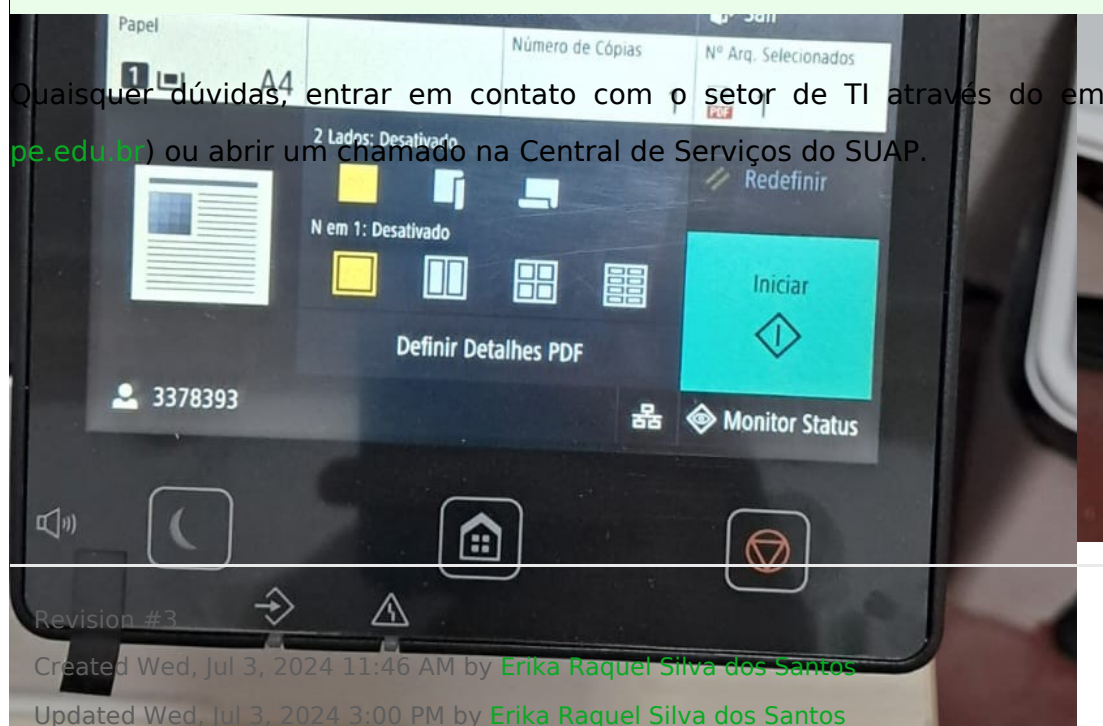 Papel
Número de Cópias
Nº Arq. Selecionados
1 A4
1
PDF 1
Quaisquer dúvidas, entrar em contato com o setor de TI através do em
pe.edu.br) ou abrir um chamado na Central de Serviços do SUAP.
2 Lados: Desativado
Redefinir
N em 1: Desativado
Iniciar
Definir Detalhes PDF
3378393
Monitor Status
Revision #3
Created Wed, Jul 3, 2024 11:46 AM by Erika Raquel Silva dos Santos
Updated Wed, Jul 3, 2024 3:00 PM by Erika Raquel Silva dos Santos